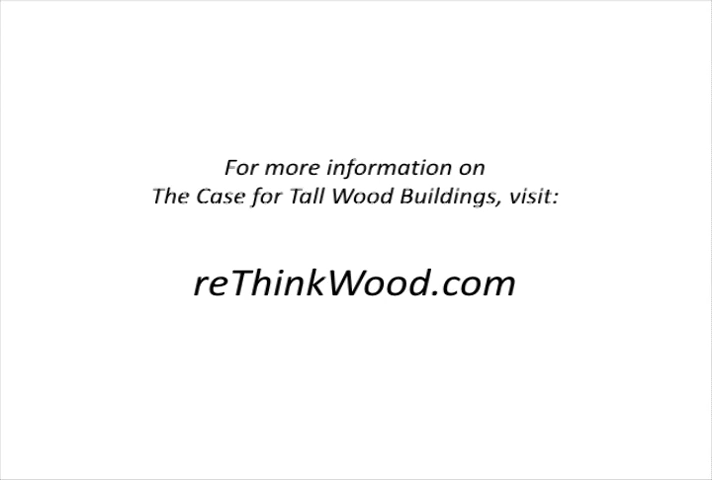 For more information on
The Case for Tall Wood Buildings, visit:
reThinkWood.com